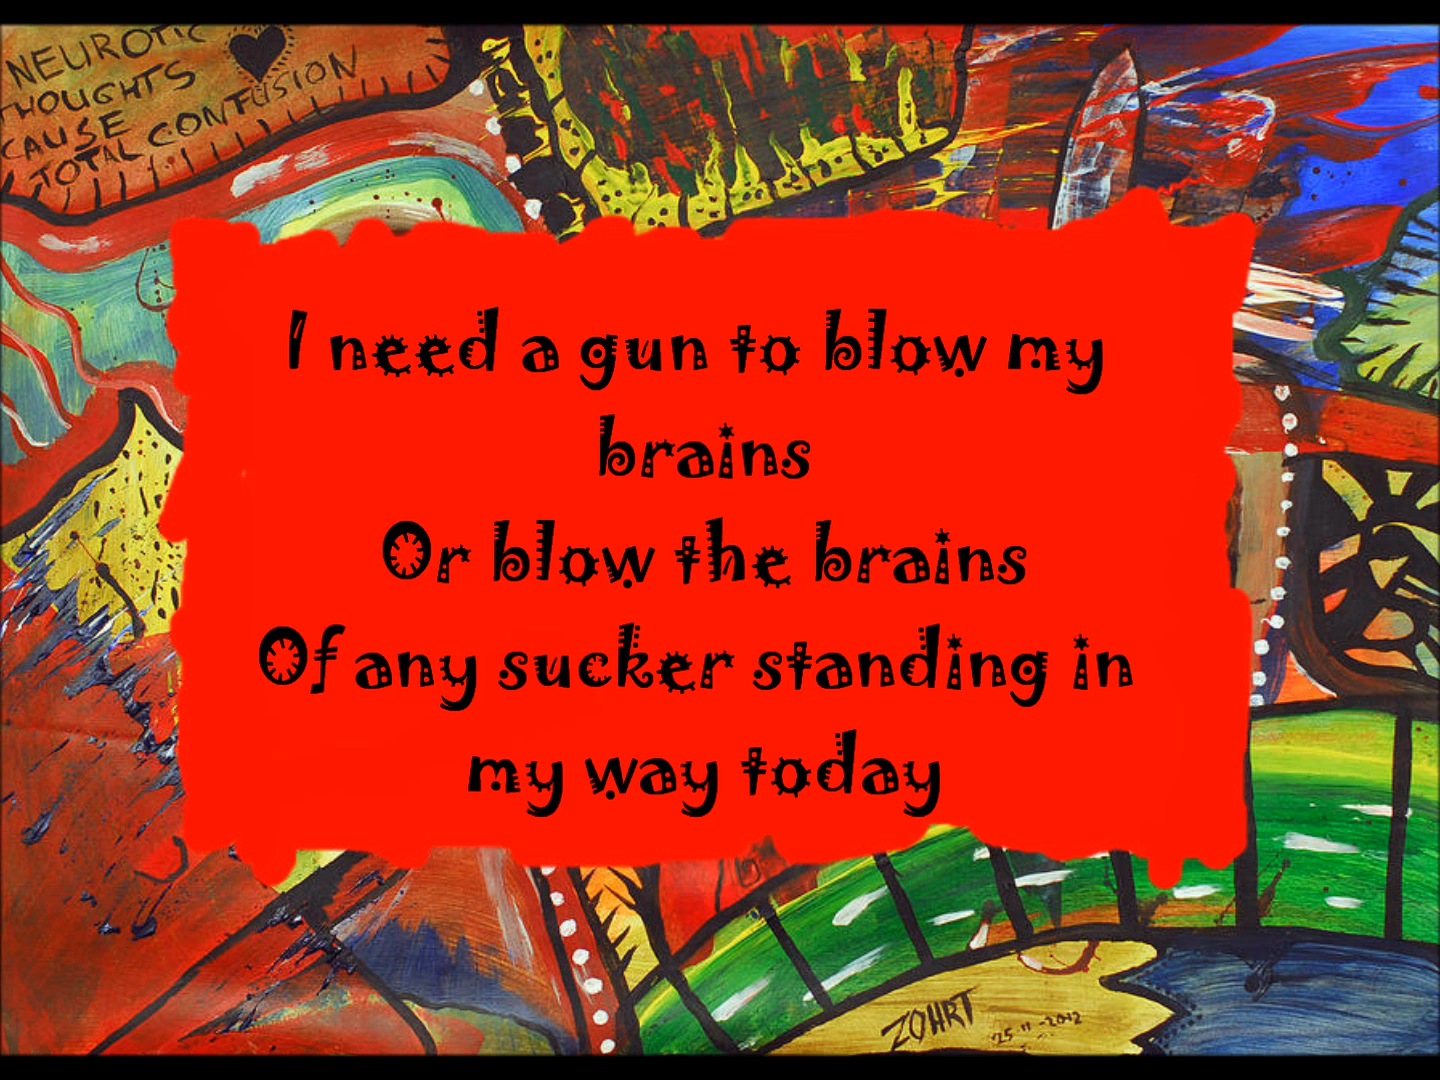 NEUROTIC
THOUGHTS
CAUSE
TOTAL CONFUSION
I need a gun to blow my
brains
Or blow the brains
Of any sucker standing in
my way today
ZOHRT
25 11 - 2012